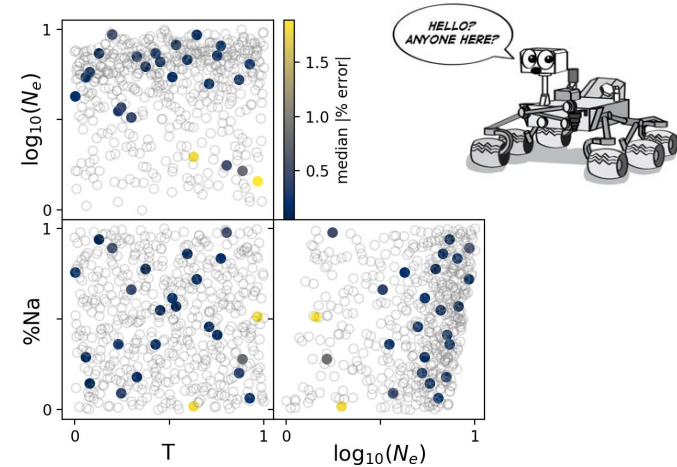 HELLO?
ANYONE HERE?
1
0
log₁₀(Nₑ)
1.5
1.0
0.5
median |% error|
1
0
%Na
0
1
T
0
1
log₁₀(Nₑ)